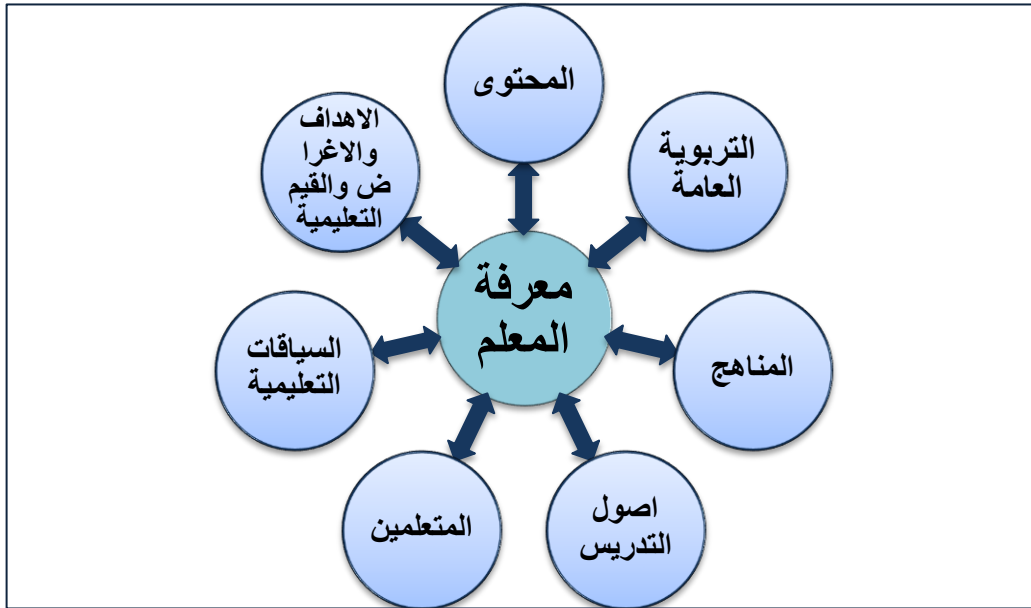 المحتوى
التربوية
العامة
المناهج
اصول
التدريس
المتعلمين
السياقات
التعليمية
الاهداف
والاغرا
ض والقيم
التعليمية
معرفة
المعلم